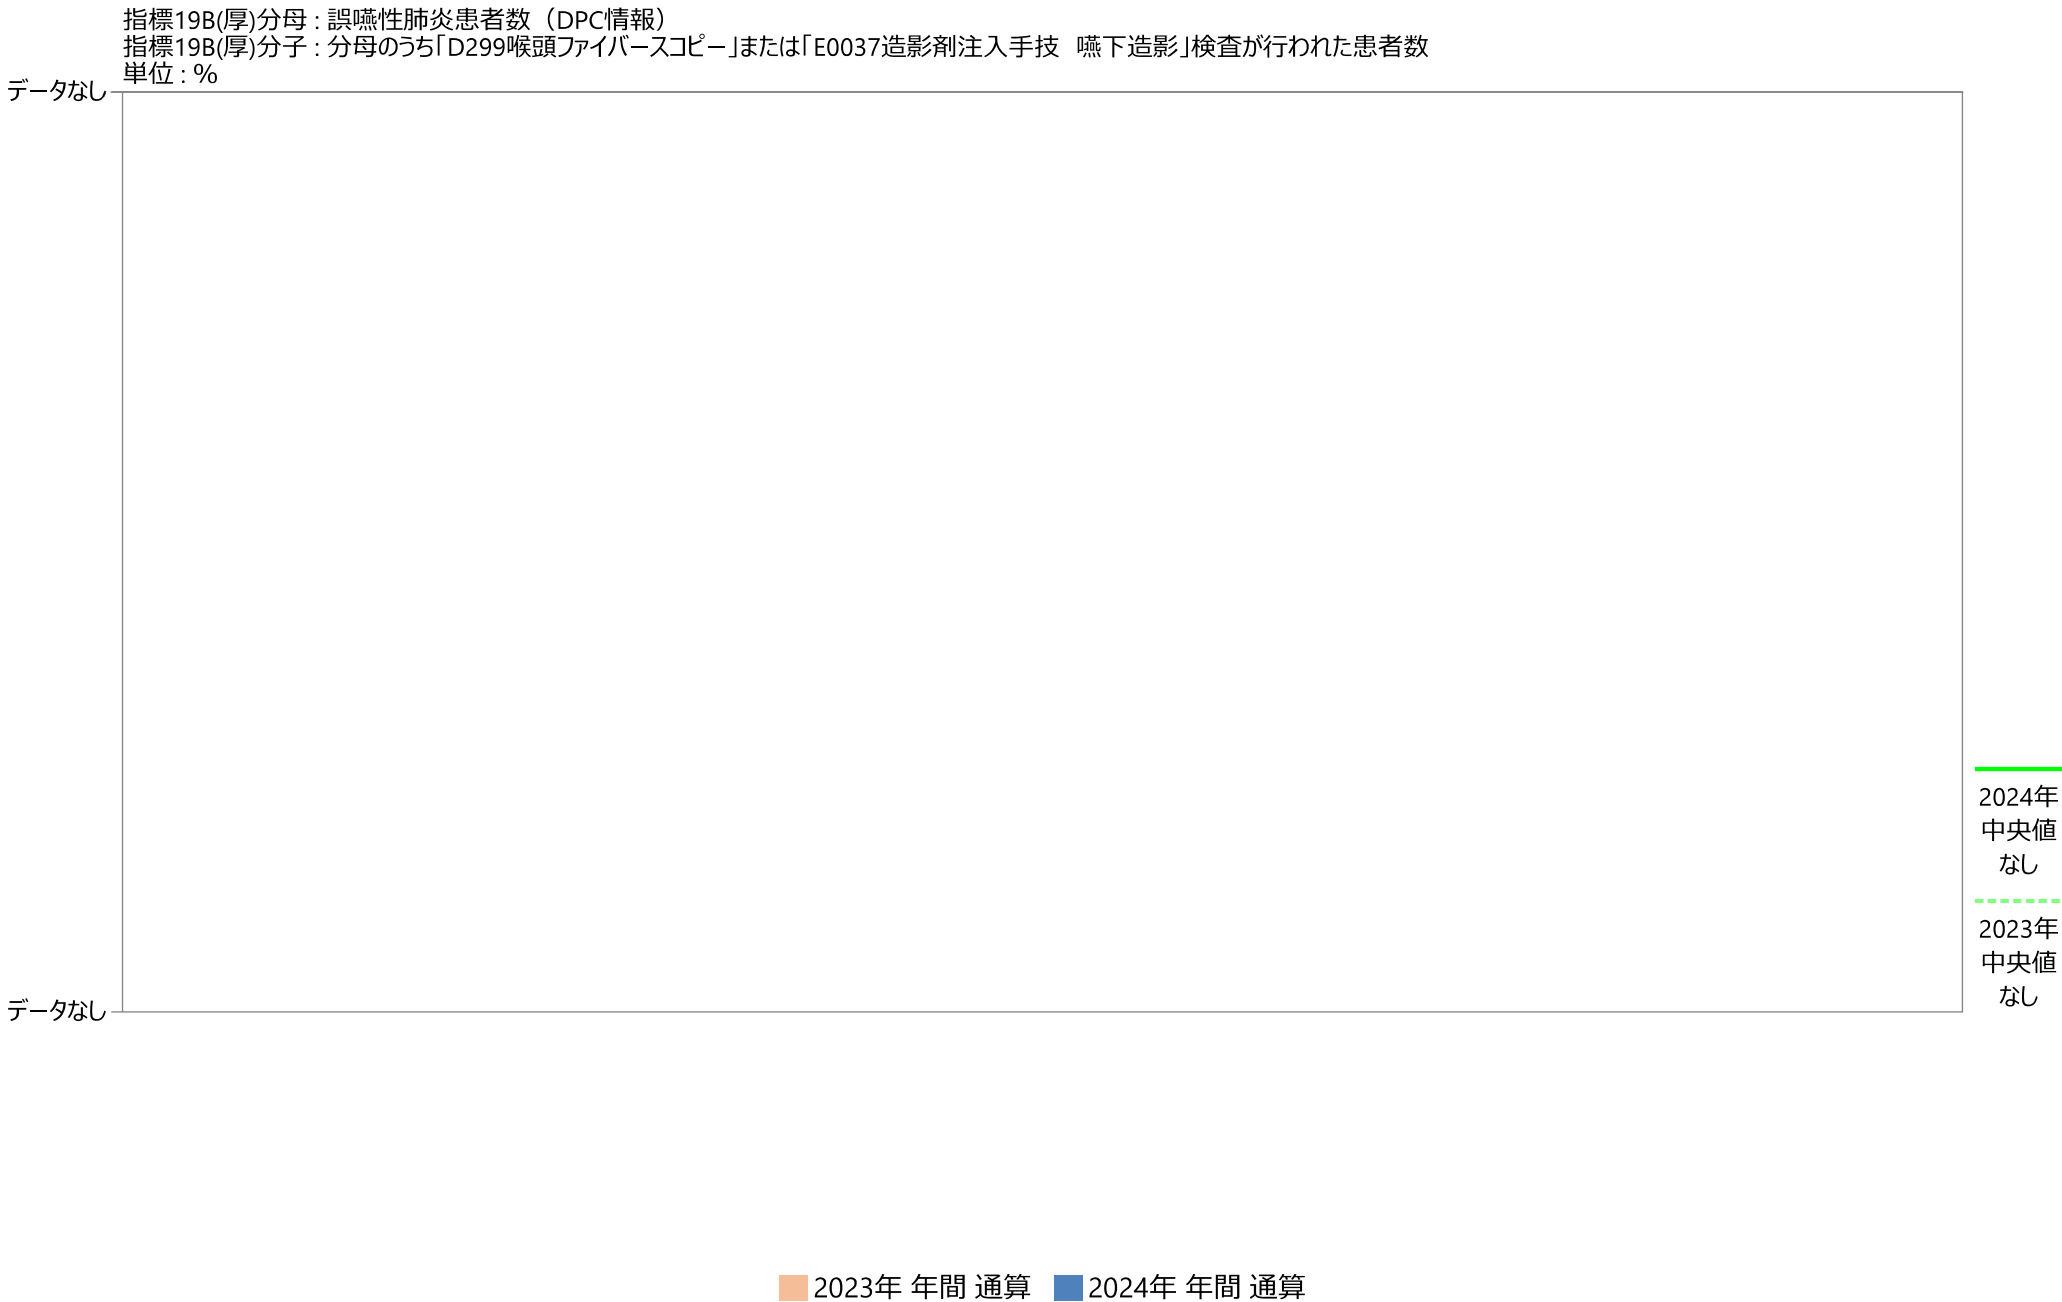 指標19B(厚)分母 : 誤嚥性肺炎患者数（DPC情報）
指標19B(厚)分子 : 分母のうち「D299喉頭ファイバースコピー」または「E0037造影剤注入手技　嚥下造影」検査が行われた患者数
単位 : %
データなし
2024年
中央値
なし
2023年
中央値
なし
データなし
2023年 年間 通算
2024年 年間 通算